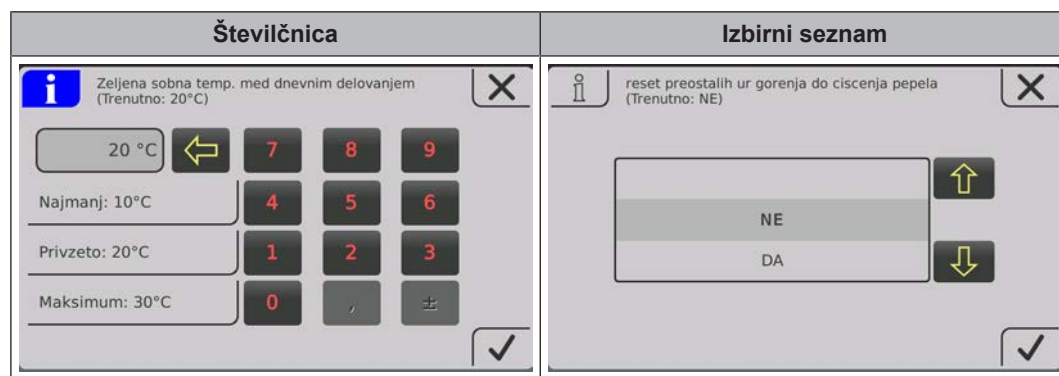 Številčnica
Izbirni seznam
i
Zeljena sobna temp. med dnevnim delovanjem
(Trenutno: 20°C)
20 °C
7 8 9
Najmanj: 10°C
4 5 6
Privzeto: 20°C
1 2 3
Maksimum: 30°C
0 , ±
i
reset preostalih ur gorenja do ciscenja pepela
(Trenutno: NE)
NE
DA